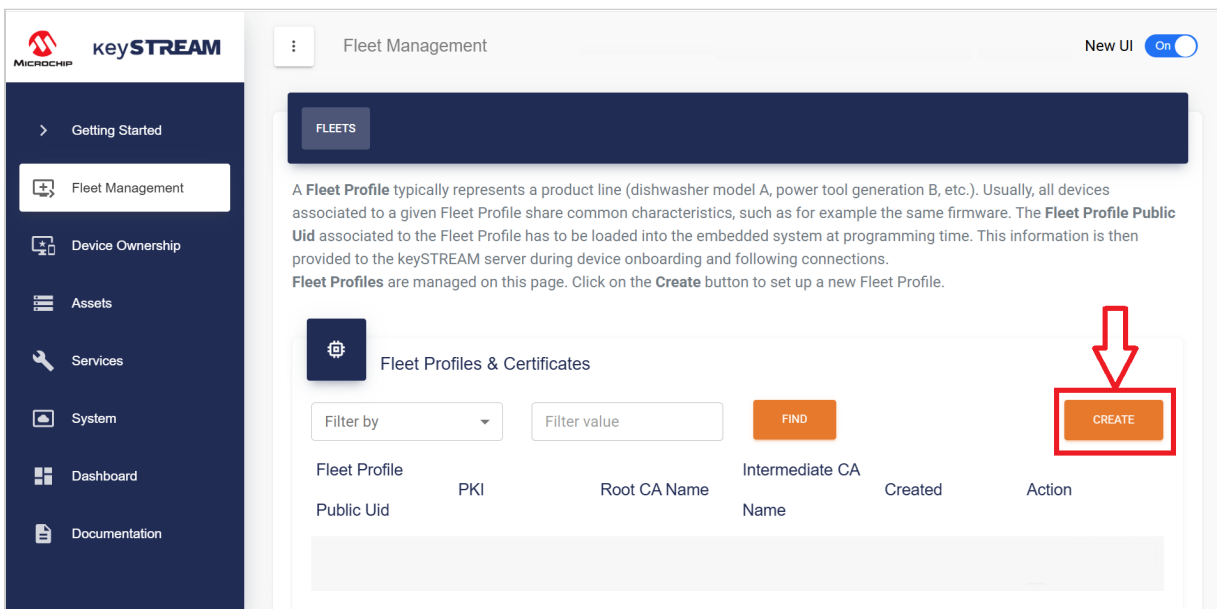 MICROCHIP
keySTREAM
Fleet Management
New UI
On
Getting Started
Fleet Management
Device Ownership
Assets
Services
System
Dashboard
Documentation
FLEETS
A Fleet Profile typically represents a product line (dishwasher model A, power tool generation B, etc.). Usually, all devices
associated to a given Fleet Profile share common characteristics, such as for example the same firmware. The Fleet Profile Public
Uid associated to the Fleet Profile has to be loaded into the embedded system at programming time. This information is then
provided to the keySTREAM server during device onboarding and following connections.
Fleet Profiles are managed on this page. Click on the Create button to set up a new Fleet Profile.
Fleet Profiles & Certificates
Filter by
Filter value
FIND
CREATE
Fleet Profile
Public Uid
PKI
Root CA Name
Intermediate CA
Name
Created
Action